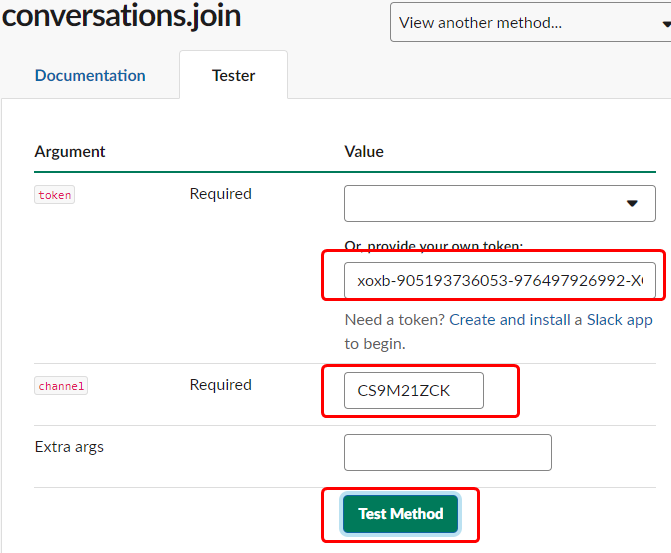 conversations.join
View another method...
Documentation
Tester
Argument
Value
token
Required
Or, provide your own token:
xoxb-905193736053-976497926992-X
Need a token? Create and install a Slack app
to begin.
channel
Required
CS9M21ZCK
Extra args
Test Method